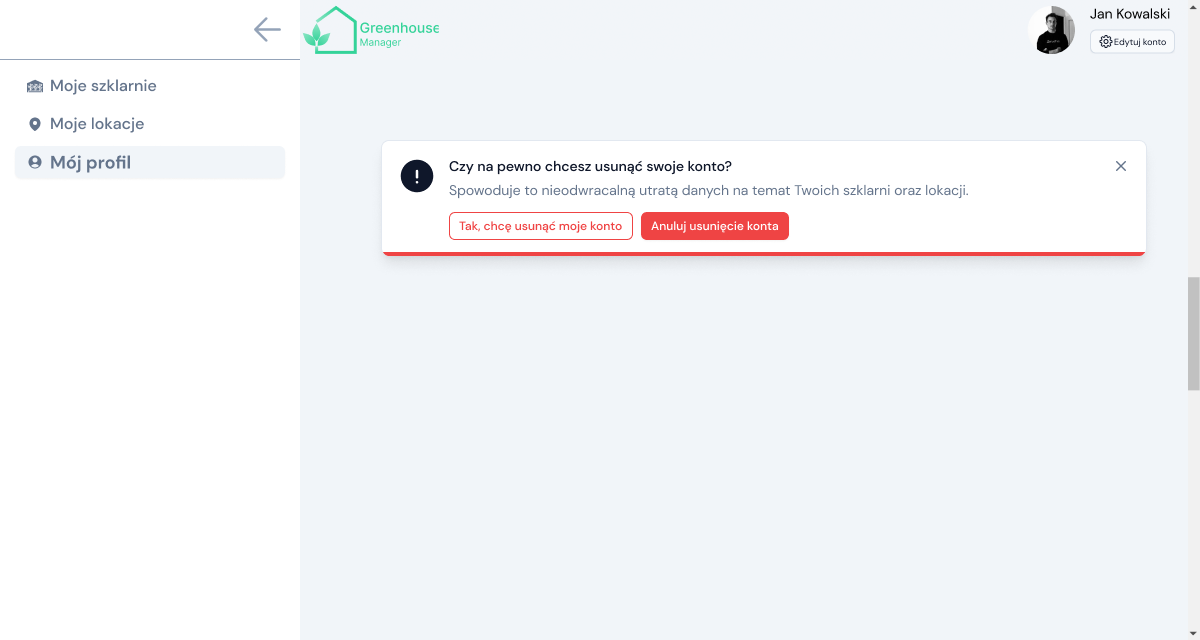 Greenhouse
Manager
Jan Kowalski
Edytuj konto
Moje szklarnie
Moje lokacje
Mój profil
Czy na pewno chcesz usunąć swoje konto?
Spowoduje to nieodwracalną utratą danych na temat Twoich szklarni oraz lokacji.
Tak, chcę usunąć moje konto
Anuluj usunięcie konta